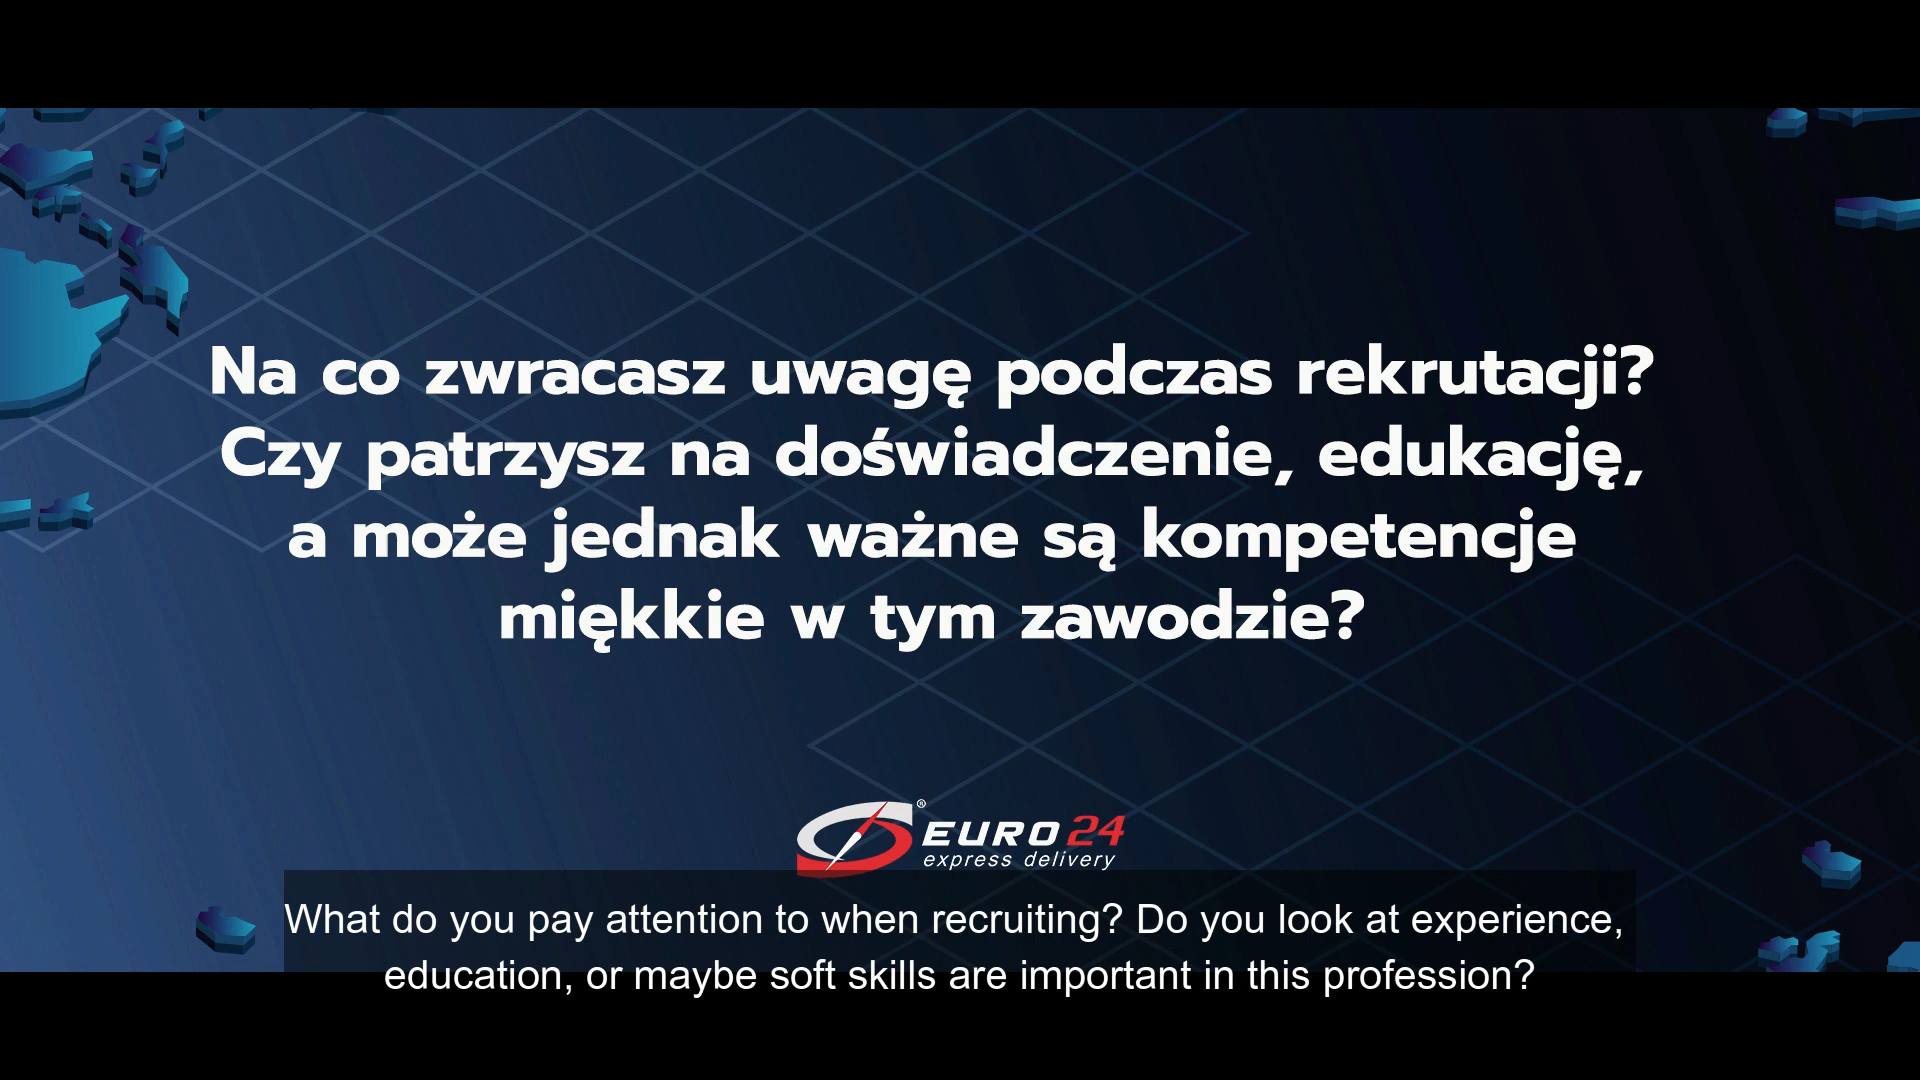 Na co zwracasz uwagę podczas rekrutacji?
Czy patrzysz na doświadczenie, edukację,
a może jednak ważne są kompetencje
miękkie w tym zawodzie?
® EURO 24
express delivery
What do you pay attention to when recruiting? Do you look at experience,
education, or maybe soft skills are important in this profession?